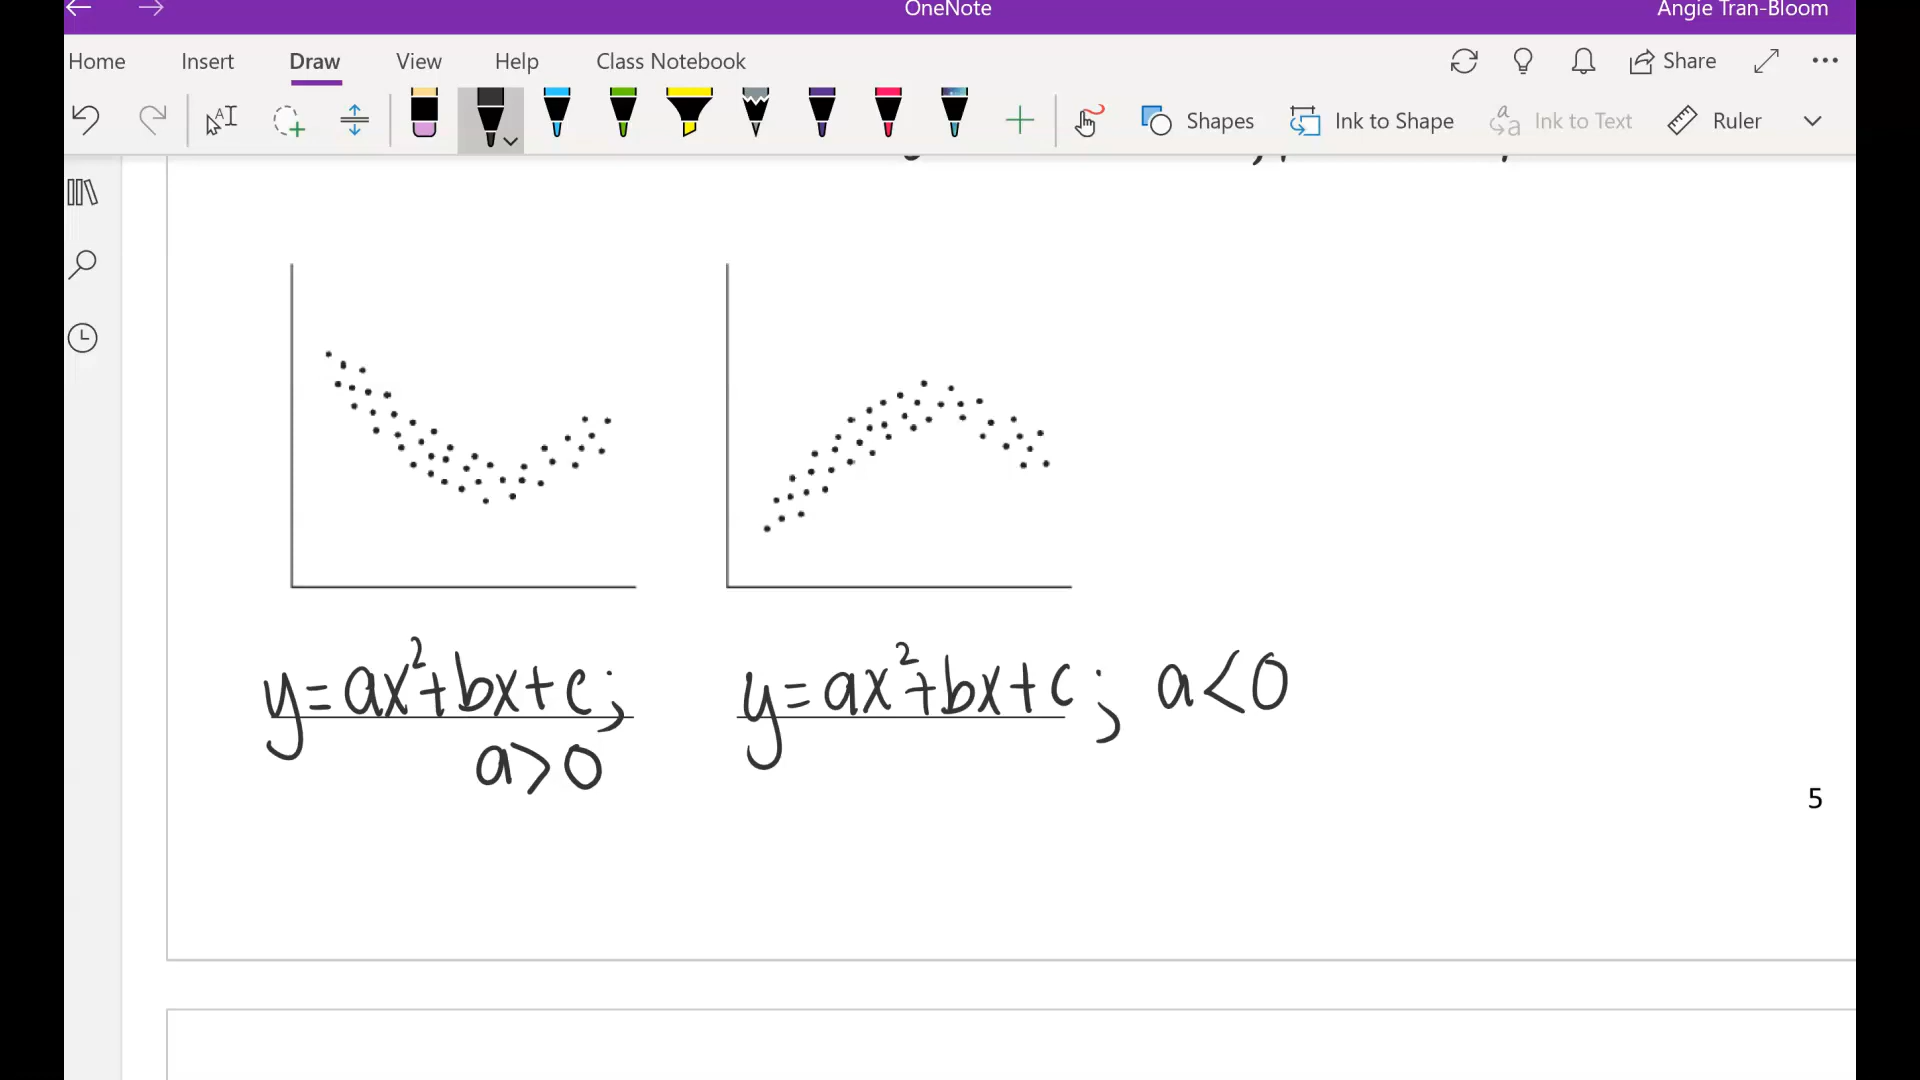 OneNote
Angie Tran-Bloom
Home Insert Draw View Help Class Notebook Share
Shapes Ink to Shape Ink to Text Ruler
y=ax²+bx+c;
a>0
y=ax²+bx+c; a<0
5